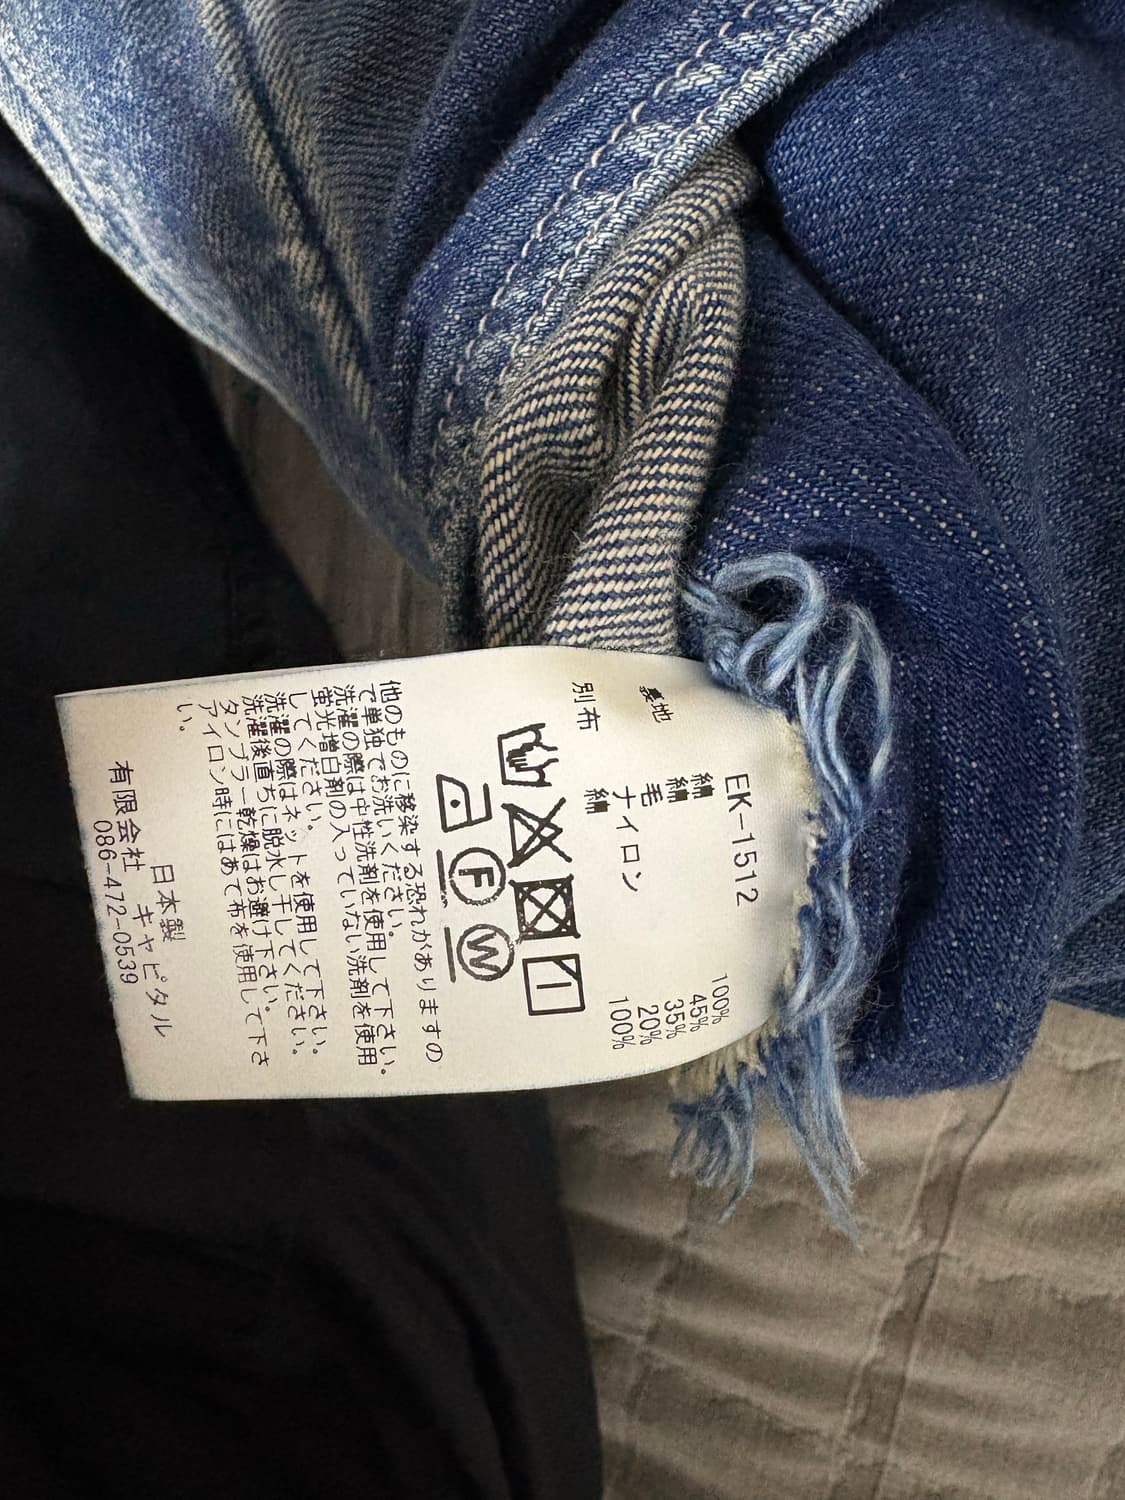 EK-1512
綿 100%
裏地 綿 45%
毛 35%
ナイロン 20%
別布 綿 100%
F W
他のものに移染する恐れがありますの
で単独でお洗いください。
洗濯の際は中性洗剤を使用して下さい。
蛍光増白剤の入っていない洗剤を使用
してください。
洗濯の際はネットを使用して下さい。
洗濯後直ちに脱水し干してください。
タンブラー乾燥はお避け下さい。
アイロン時にはあて布を使用して下さ
い。
日本製
有限会社 キャピタル
086-472-0539